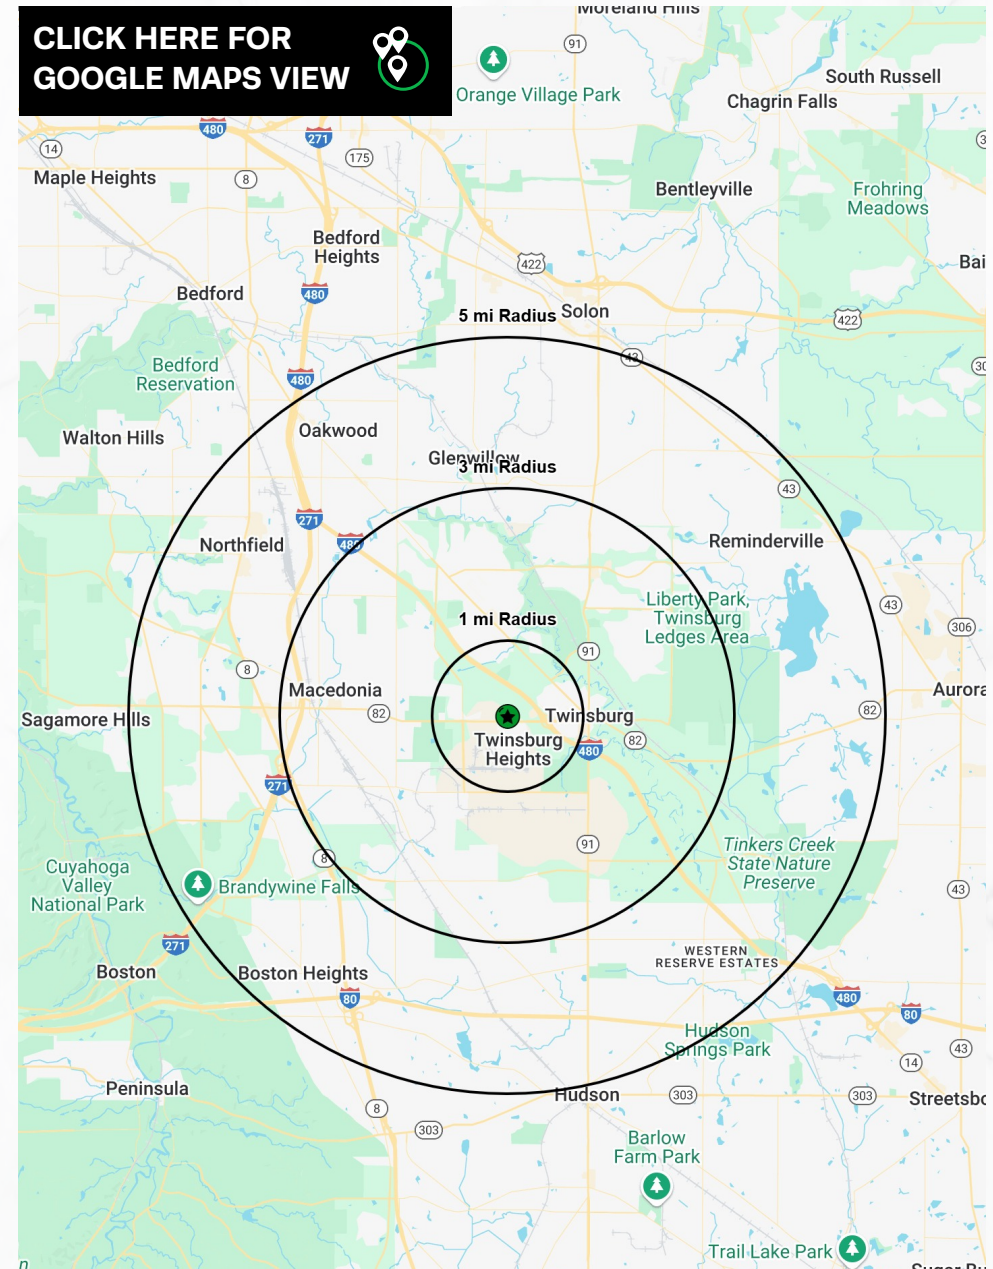 Moreland Hills
CLICK HERE FOR
GOOGLE MAPS VIEW
91
South Russell
Orange Village Park
Chagrin Falls
480
271
14
175
Maple Heights
8
Bentleyville
Frohring
Meadows
Bedford
Heights
422
Bai
Bedford
480
5 mi Radius
Solon
422
43
Bedford
Reservation
480
30
Walton Hills
Oakwood
Glenwillow
3 mi Radius
43
271
480
Northfield
Reminderville
Liberty Park,
Twinsburg
Ledges Area
43
1 mi Radius
306
91
8
Macedonia
Aurora
82
82
Sagamore Hills
Twinsburg
Twinsburg
Heights
82
480
271
91
Tinkers Creek
State Nature
Preserve
8
Cuyahoga
Valley
National Park
Brandywine Falls
43
271
WESTERN
RESERVE ESTATES
Boston
Boston Heights
80
480
80
Hudson
Springs Park
43
14
Peninsula
Hudson
303
303
Streetsbo
8
303
Barlow
Farm Park
Trail Lake Park
n